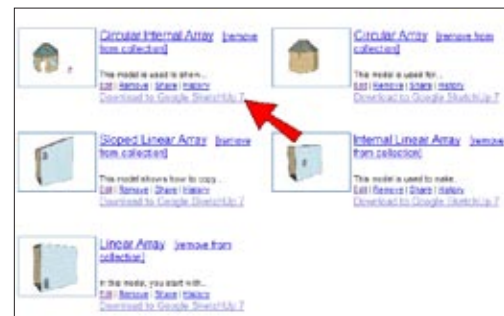 Circular Internal Array [remove
from collection]
This model is used to show...
Edit | Remove | Share | History
Download to Google SketchUp 7
Circular Array [remove from
collection]
This model is used for...
Edit | Remove | Share | History
Download to Google SketchUp 7
Sloped Linear Array [remove
from collection]
This model shows how to copy...
Edit | Remove | Share | History
Download to Google SketchUp 7
Internal Linear Array [remove
from collection]
This model is used to make...
Edit | Remove | Share | History
Download to Google SketchUp 7
Linear Array [remove from
collection]
In this model, you start with...
Edit | Remove | Share | History
Download to Google SketchUp 7